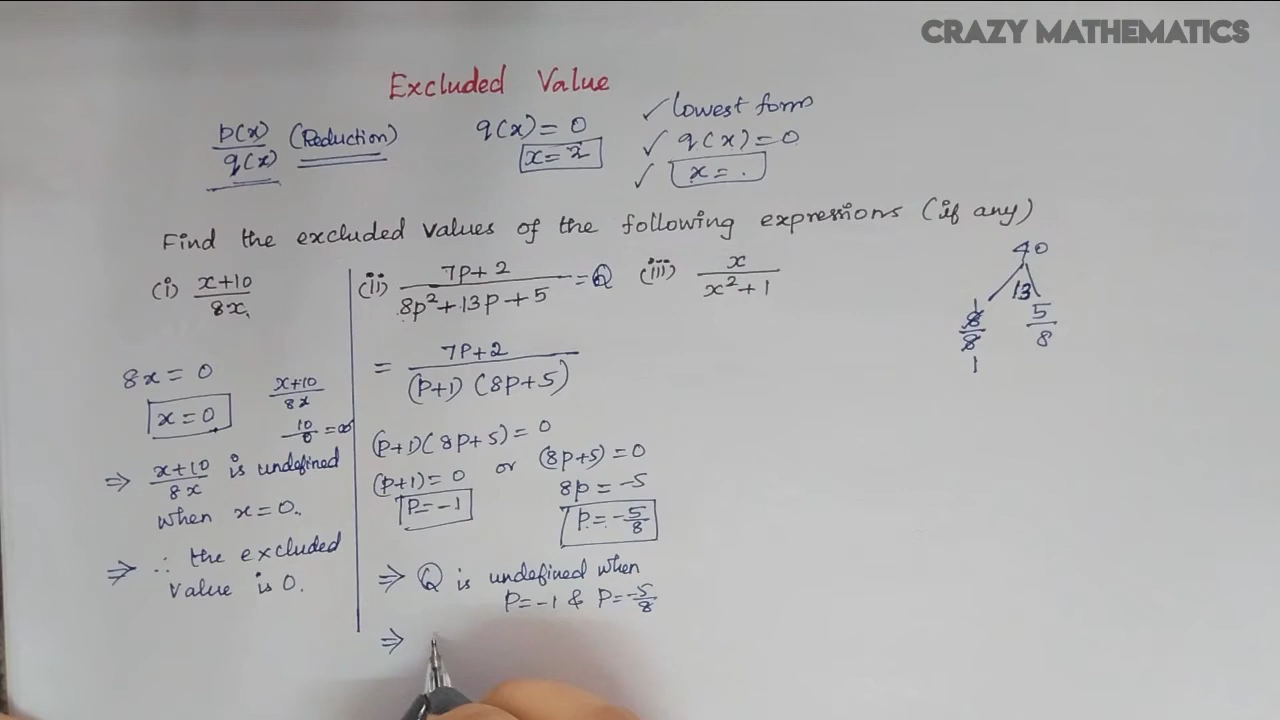 CRAZY MATHEMATICS
Excluded Value
p(x)/q(x) (Reduction)
q(x) = 0
x = 2
✓ lowest form
✓ q(x) = 0
✓ x = .
Find the excluded values of the following expressions (if any)
(i) x+10/8x
8x = 0
x = 0
x+10/8x
10/0 = ∞
⇒ x+10/8x is undefined
when x = 0.
⇒ ∴ the excluded
value is 0.
(ii) 7p+2/8p²+13p+5 = Q
= 7p+2/(p+1)(8p+5)
(p+1)(8p+5) = 0
(p+1) = 0 or (8p+5) = 0
p = -1
8p = -5
p = -5/8
⇒ Q is undefined when
p = -1 & p = -5/8
⇒
(iii) x/x²+1
40
13
8/8 5/8
1 1